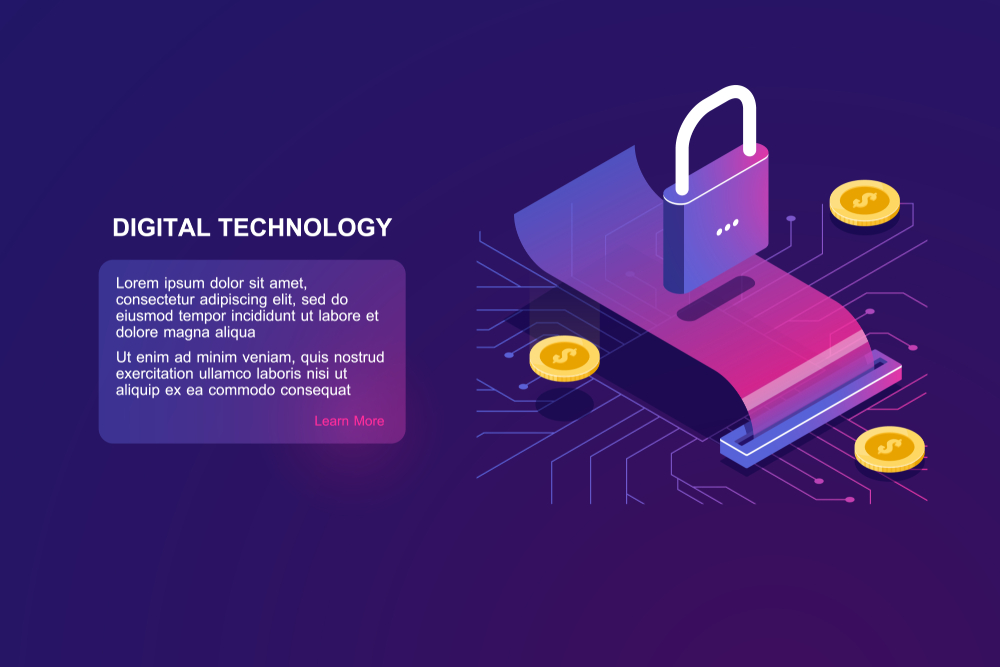 DIGITAL TECHNOLOGY
Lorem ipsum dolor sit amet,
consectetur adipiscing elit, sed do
eiusmod tempor incididunt ut labore et
dolore magna aliqua
Ut enim ad minim veniam, quis nostrud
exercitation ullamco laboris nisi ut
aliquip ex ea commodo consequat
Learn More
$
$
$